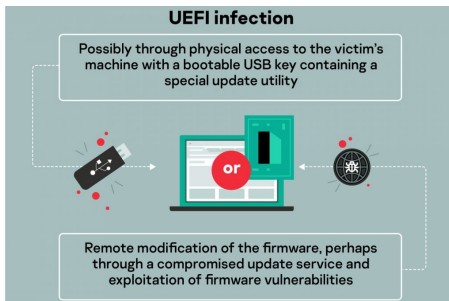 UEFI infection
Possibly through physical access to the victim's
machine with a bootable USB key containing a
special update utility
or
Remote modification of the firmware, perhaps
through a compromised update service and
exploitation of firmware vulnerabilities